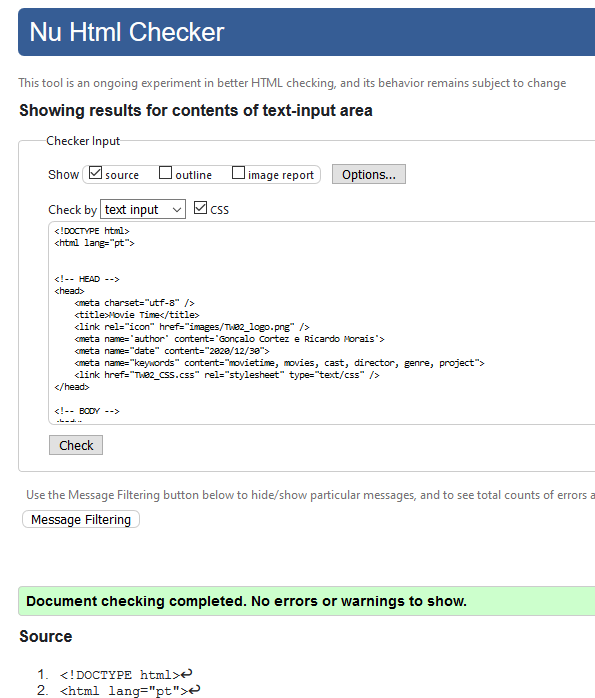 Nu Html Checker
This tool is an ongoing experiment in better HTML checking, and its behavior remains subject to change
Showing results for contents of text-input area
Checker Input
Show source outline image report Options...
Check by text input CSS
<!DOCTYPE html>
<html lang="pt">
<!-- HEAD -->
<head>
<meta charset="utf-8" />
<title>Movie Time</title>
<link rel="icon" href="images/TW02_logo.png" />
<meta name='author' content='Gonçalo Cortez e Ricardo Morais'>
<meta name="date" content="2020/12/30">
<meta name="keywords" content="movietime, movies, cast, director, genre, project">
<link href="TW02_CSS.css" rel="stylesheet" type="text/css" />
</head>
<!-- BODY -->
Check
Use the Message Filtering button below to hide/show particular messages, and to see total counts of errors a
Message Filtering
Document checking completed. No errors or warnings to show.
Source
1. <!DOCTYPE html>↩
2. <html lang="pt">↩